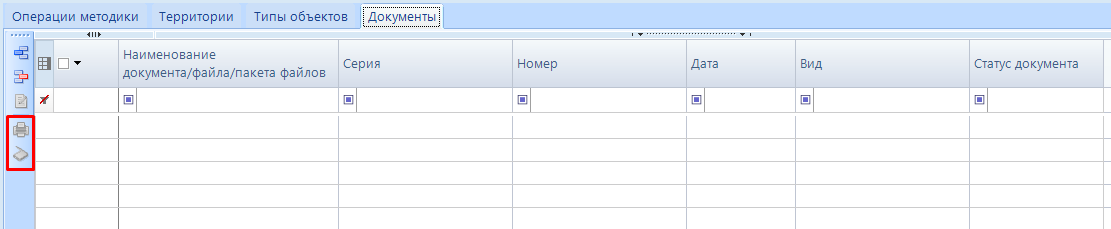 Операции методики Территории Типы объектов Документы
Наименование
документа/файла/пакета файлов Серия Номер Дата Вид Статус документа